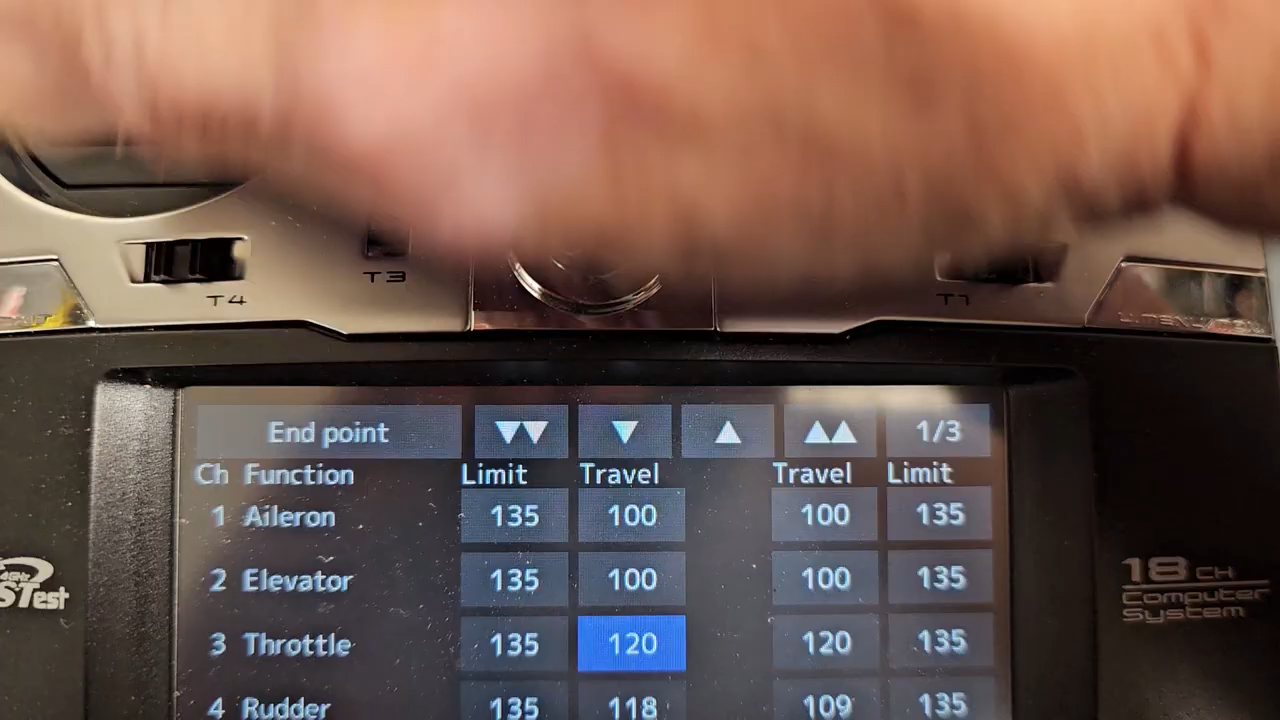 T4
T3
T1
End point
1/3
Ch Function Limit Travel Travel Limit
1 Aileron 135 100 100 135
2 Elevator 135 100 100 135
3 Throttle 135 120 120 135
4 Rudder 135 118 109 135
18 CH
Computer
System